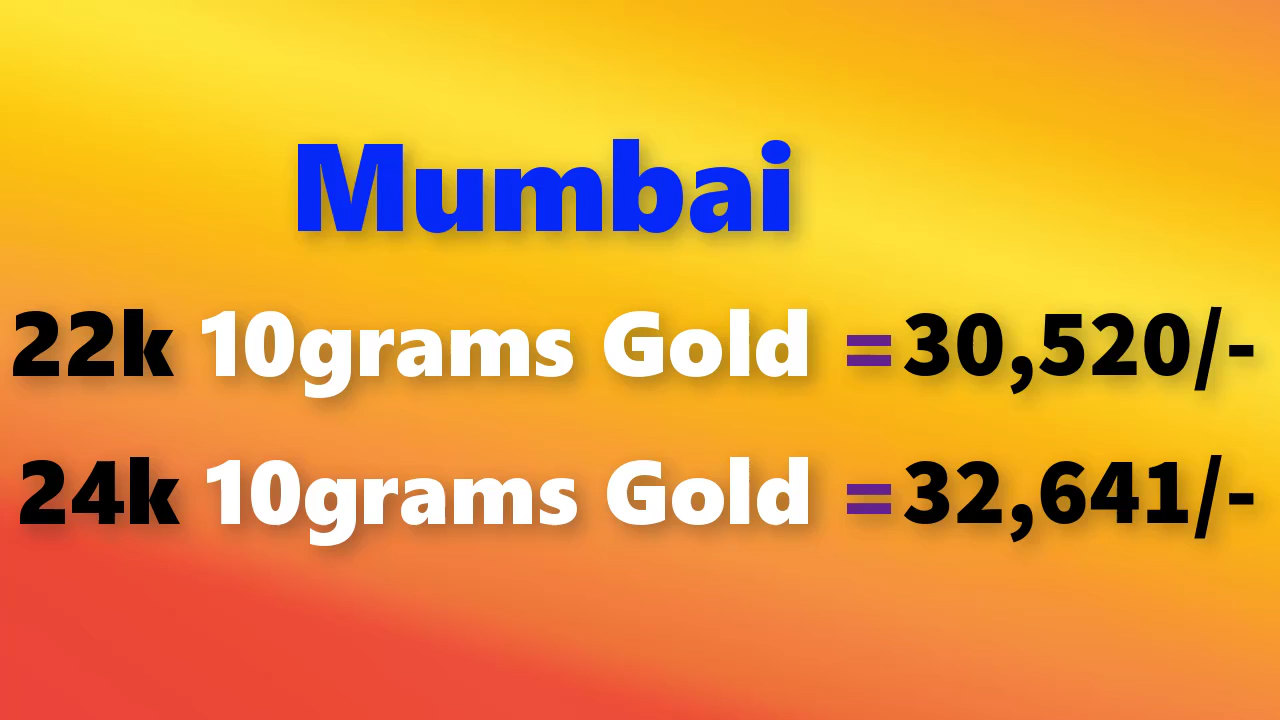 Mumbai
22k 10grams Gold =30,520/-
24k 10grams Gold =32,641/-